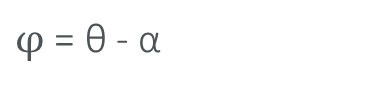 φ = θ - α